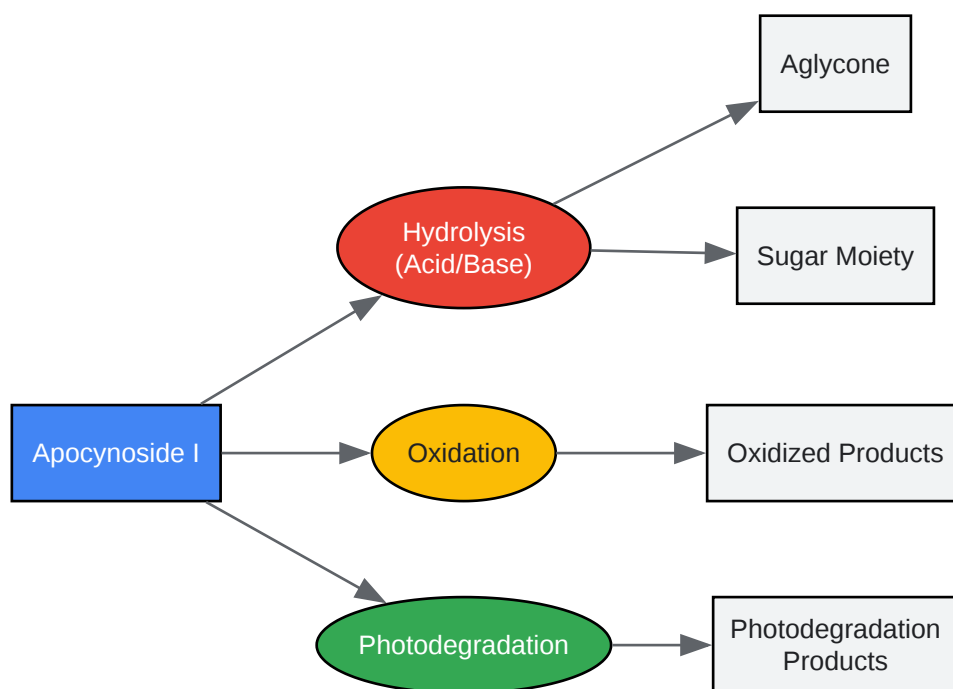 Aglycone
Hydrolysis
(Acid/Base)
Sugar Moiety
Apocynoside I
Oxidation
Oxidized Products
Photodegradation
Photodegradation
Products